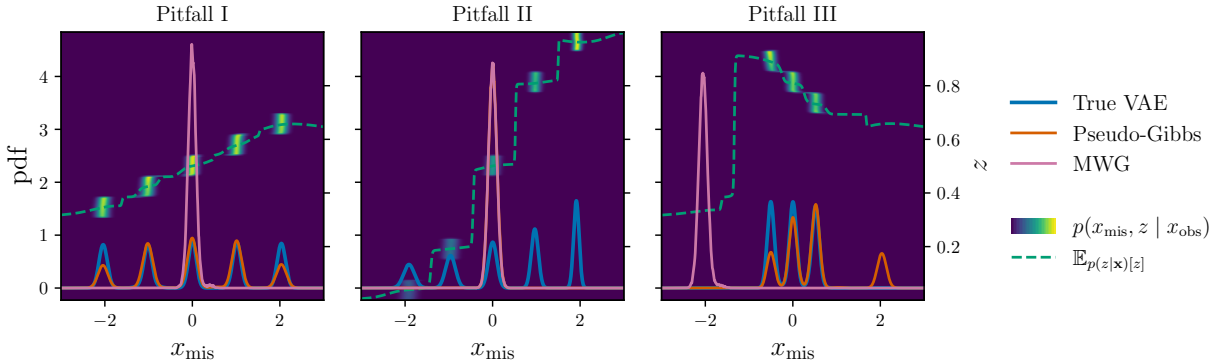 Pitfall I
Pitfall II
Pitfall III
pdf
4
3
2
1
0
−2
0
2
−2
0
2
−2
0
2
0.8
0.6
0.4
0.2
z
x_mis
x_mis
x_mis
True VAE
Pseudo-Gibbs
MWG
p(x_mis, z | x_obs)
𝔼_p(z|𝐱)[z]